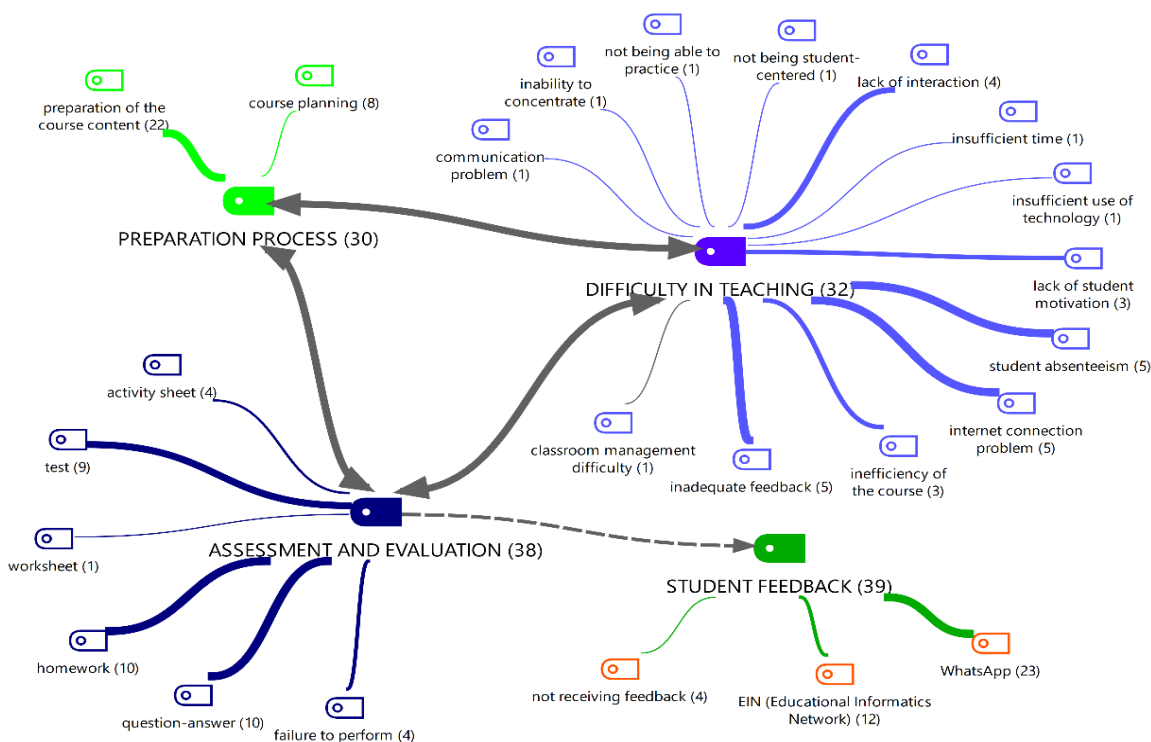 preparation of the
course content (22)
course planning (8)
PREPARATION PROCESS (30)
communication
problem (1)
inability to
concentrate (1)
not being able to
practice (1)
not being student-
centered (1)
lack of interaction (4)
insufficient time (1)
insufficient use of
technology (1)
lack of student
motivation (3)
DIFFICULTY IN TEACHING (32)
student absenteeism (5)
internet connection
problem (5)
inefficiency of
the course (3)
inadequate feedback (5)
classroom management
difficulty (1)
activity sheet (4)
test (9)
worksheet (1)
ASSESSMENT AND EVALUATION (38)
homework (10)
question-answer (10)
failure to perform (4)
STUDENT FEEDBACK (39)
not receiving feedback (4)
EIN (Educational Informatics
Network) (12)
WhatsApp (23)